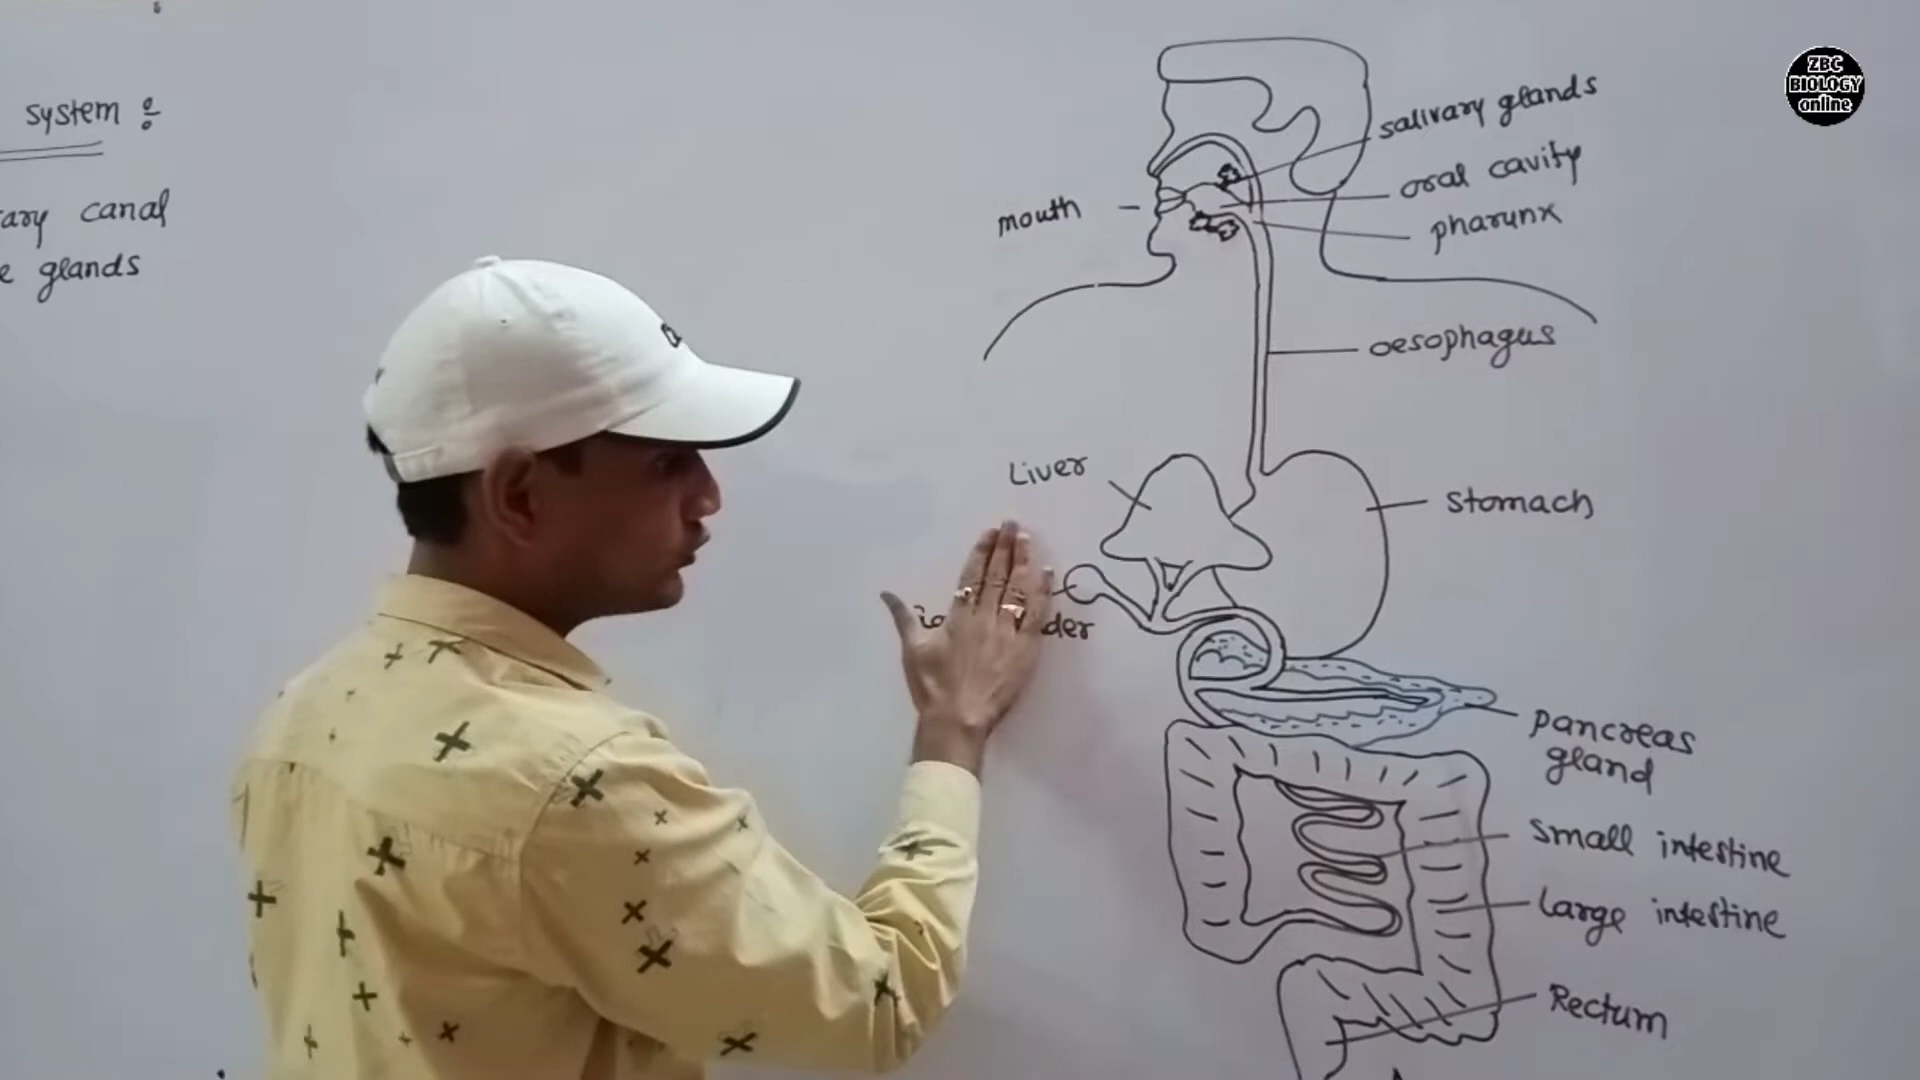 system :
canal
glands
salivary glands
oral cavity
mouth
pharunx
oesophagus
Liver
stomach
pancreas
gland
small intestine
Large intestine
Rectum
ZBC
BIOLOGY
online